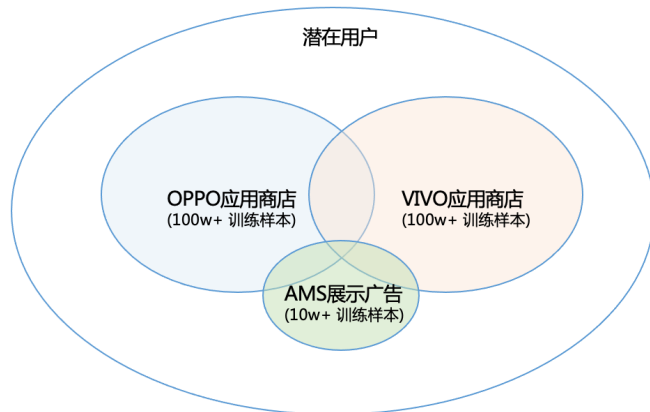 潜在用户
OPPO应用商店
(100w+ 训练样本)
VIVO应用商店
(100w+ 训练样本)
AMS展示广告
(10w+ 训练样本)